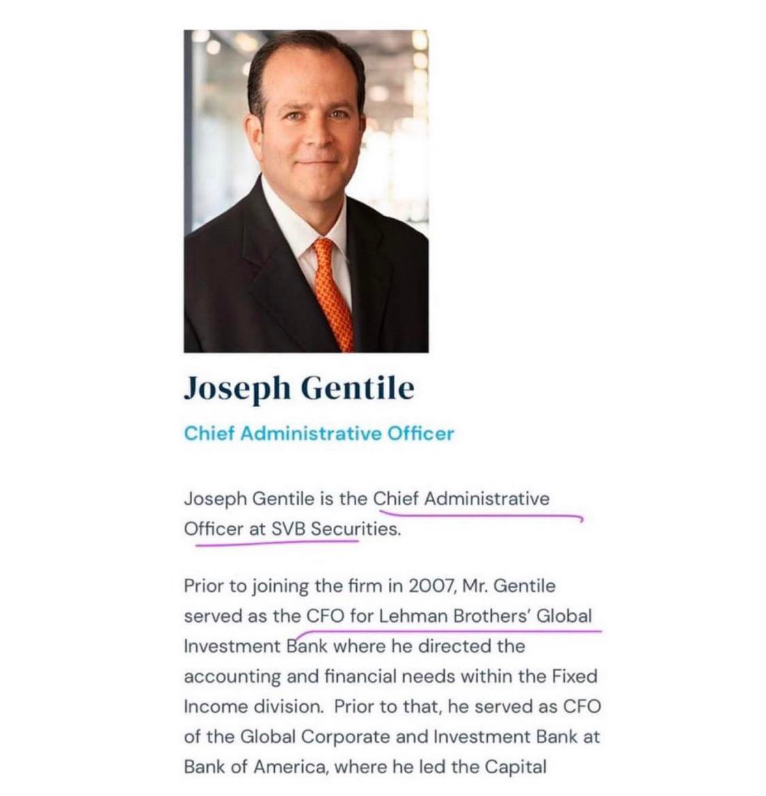 Joseph Gentile
Chief Administrative Officer
Joseph Gentile is the Chief Administrative
Officer at SVB Securities.
Prior to joining the firm in 2007, Mr. Gentile
served as the CFO for Lehman Brothers’ Global
Investment Bank where he directed the
accounting and financial needs within the Fixed
Income division. Prior to that, he served as CFO
of the Global Corporate and Investment Bank at
Bank of America, where he led the Capital